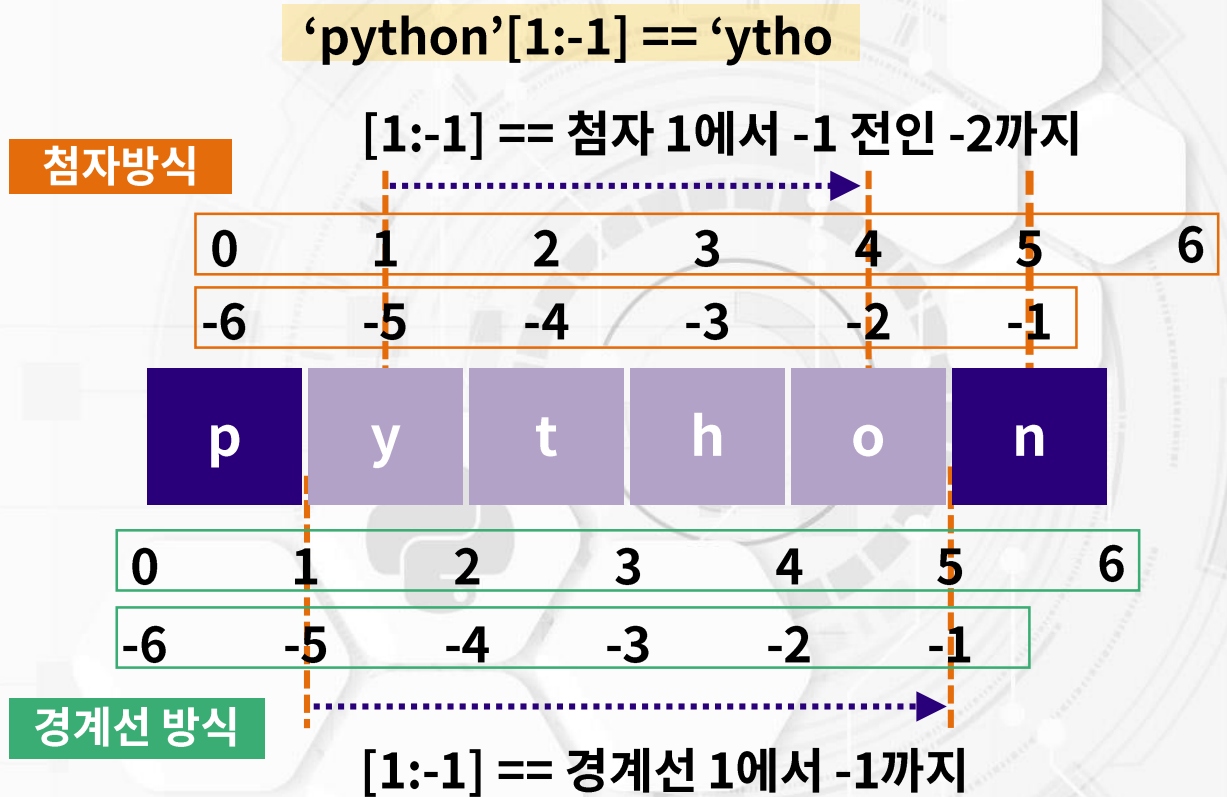 ‘python’[1:-1] == ‘ytho
[1:-1] == 첨자 1에서 -1 전인 -2까지
첨자방식
0 1 2 3 4 5 6
-6 -5 -4 -3 -2 -1
p y t h o n
0 1 2 3 4 5 6
-6 -5 -4 -3 -2 -1
경계선 방식
[1:-1] == 경계선 1에서 -1까지